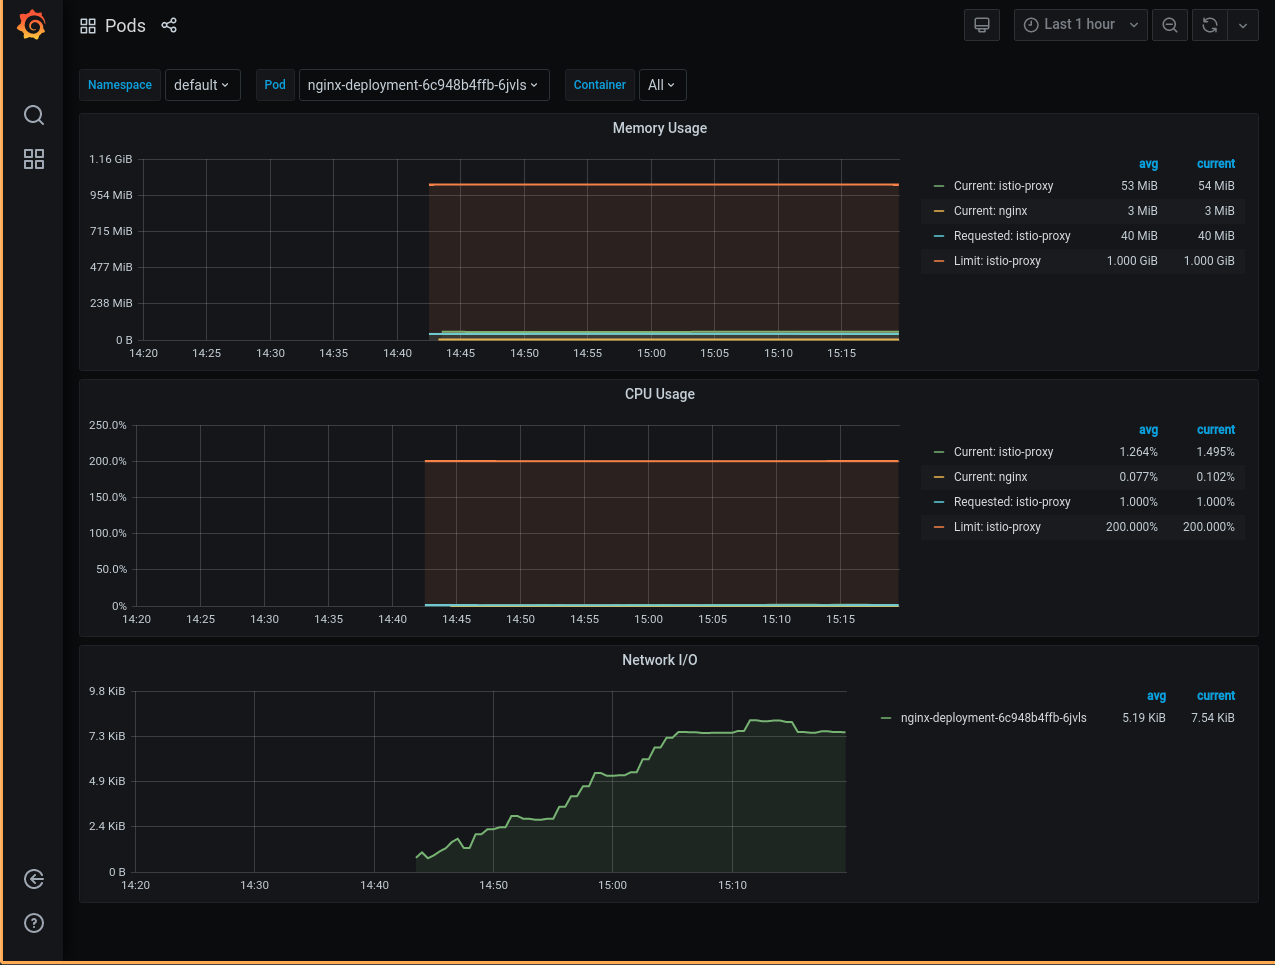 Pods
Last 1 hour
Namespace default Pod nginx-deployment-6c948b4ffb-6jvls Container All
Memory Usage
1.16 GiB
954 MiB
715 MiB
477 MiB
238 MiB
0 B
14:20 14:25 14:30 14:35 14:40 14:45 14:50 14:55 15:00 15:05 15:10 15:15
avg current
Current: istio-proxy 53 MiB 54 MiB
Current: nginx 3 MiB 3 MiB
Requested: istio-proxy 40 MiB 40 MiB
Limit: istio-proxy 1.000 GiB 1.000 GiB
CPU Usage
250.0%
200.0%
150.0%
100.0%
50.0%
0%
14:20 14:25 14:30 14:35 14:40 14:45 14:50 14:55 15:00 15:05 15:10 15:15
avg current
Current: istio-proxy 1.264% 1.495%
Current: nginx 0.077% 0.102%
Requested: istio-proxy 1.000% 1.000%
Limit: istio-proxy 200.000% 200.000%
Network I/O
9.8 KiB
7.3 KiB
4.9 KiB
2.4 KiB
0 B
14:20 14:30 14:40 14:50 15:00 15:10
avg current
nginx-deployment-6c948b4ffb-6jvls 5.19 KiB 7.54 KiB